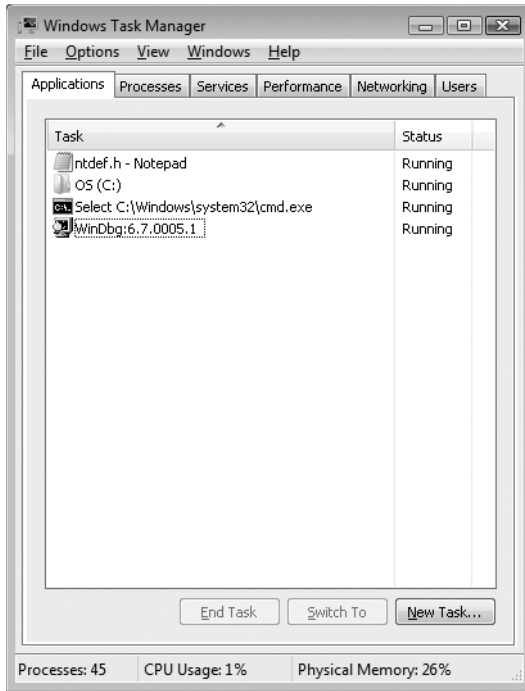 Windows Task Manager
File Options View Windows Help
Applications Processes Services Performance Networking Users
Task Status
ntdef.h - Notepad Running
OS (C:) Running
C:\. Select C:\Windows\system32\cmd.exe Running
WinDbg:6.7.0005.1 Running
End Task Switch To New Task...
Processes: 45 CPU Usage: 1% Physical Memory: 26%